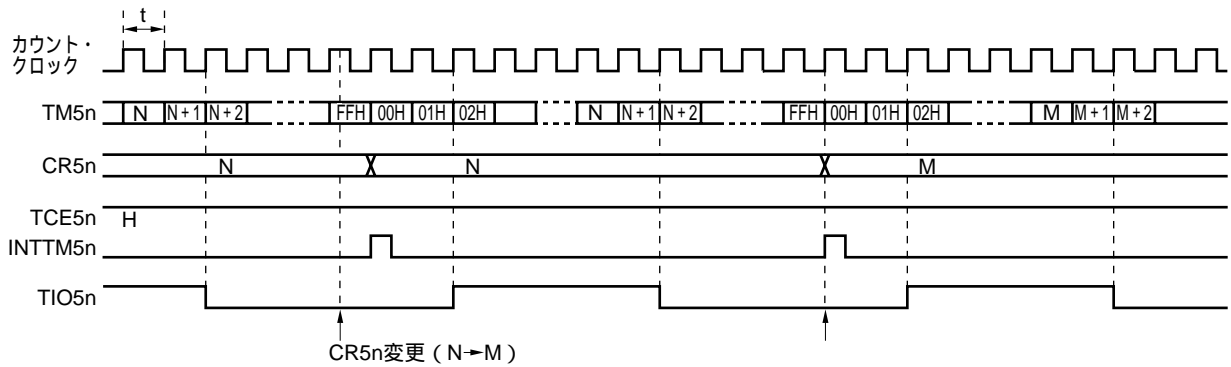 t
カウント・
クロック
TM5n N N+1 N+2 FFH 00H 01H 02H N N+1 N+2 FFH 00H 01H 02H M M+1 M+2
CR5n N N M
TCE5n H
INTTM5n
TIO5n
CR5n変更（N→M）